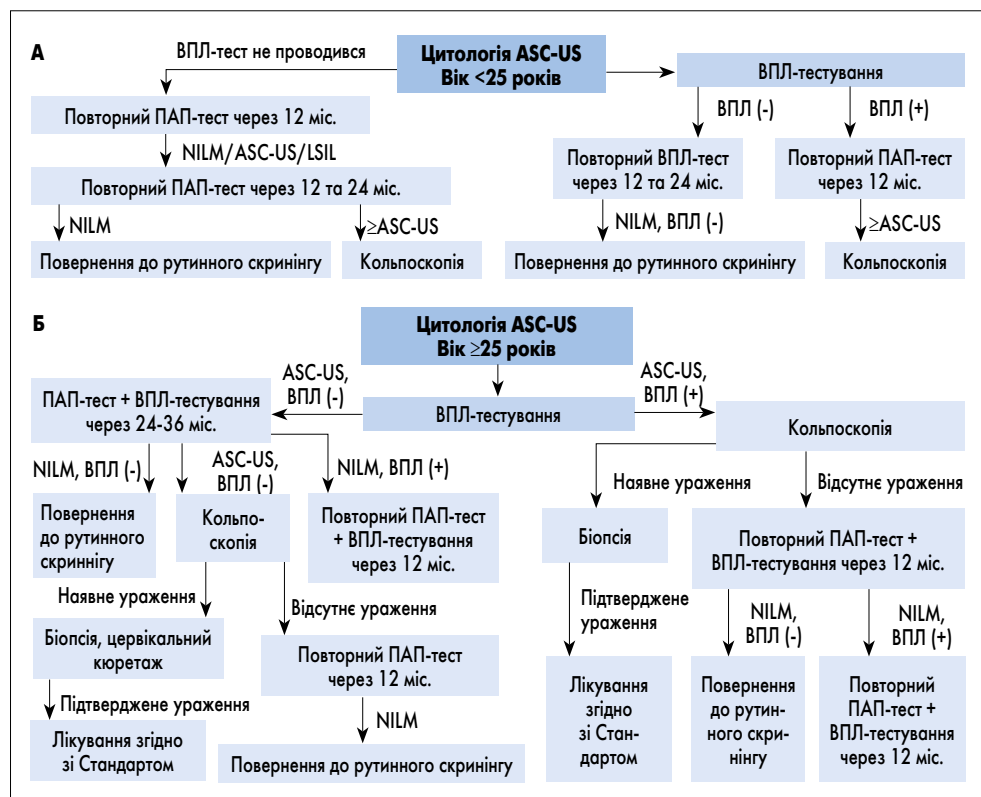 А
ВПЛ-тест не проводився
Цитологія ASC-US
Вік <25 років
ВПЛ-тестування
Повторний ПАП-тест через 12 міс.
ВПЛ (-)
ВПЛ (+)
NILM/ASC-US/LSIL
Повторний ВПЛ-тест
через 12 та 24 міс.
Повторний ПАП-тест
через 12 міс.
Повторний ПАП-тест через 12 та 24 міс.
NILM
≥ASC-US
NILM, ВПЛ (-)
≥ASC-US
Повернення до рутинного скринінгу
Кольпоскопія
Повернення до рутинного скринінгу
Кольпоскопія
Б
Цитологія ASC-US
Вік ≥25 років
ASC-US,
ВПЛ (-)
ASC-US,
ВПЛ (+)
ПАП-тест + ВПЛ-тестування
через 24-36 міс.
ВПЛ-тестування
Кольпоскопія
NILM, ВПЛ (-)
ASC-US,
ВПЛ (-)
NILM, ВПЛ (+)
Наявне ураження
Відсутнє ураження
Повернення
до рутинного
скриннігу
Кольпо-
скопія
Повторний ПАП-тест
+ ВПЛ-тестування
через 12 міс.
Біопсія
Повторний ПАП-тест +
ВПЛ-тестування через 12 міс.
Наявне ураження
Відсутнє ураження
Підтверджене
ураження
NILM,
ВПЛ (-)
NILM,
ВПЛ (+)
Біопсія, цервікальний
кюретаж
Повторний ПАП-тест
через 12 міс.
Підтверджене ураження
NILM
Лікування згідно
зі Стандартом
Повернення до рутинного скринінгу
Лікування
згідно
зі Стан-
дартом
Повернення
до рутин-
ного скри-
нінгу
Повторний
ПАП-тест +
ВПЛ-тестування
через 12 міс.